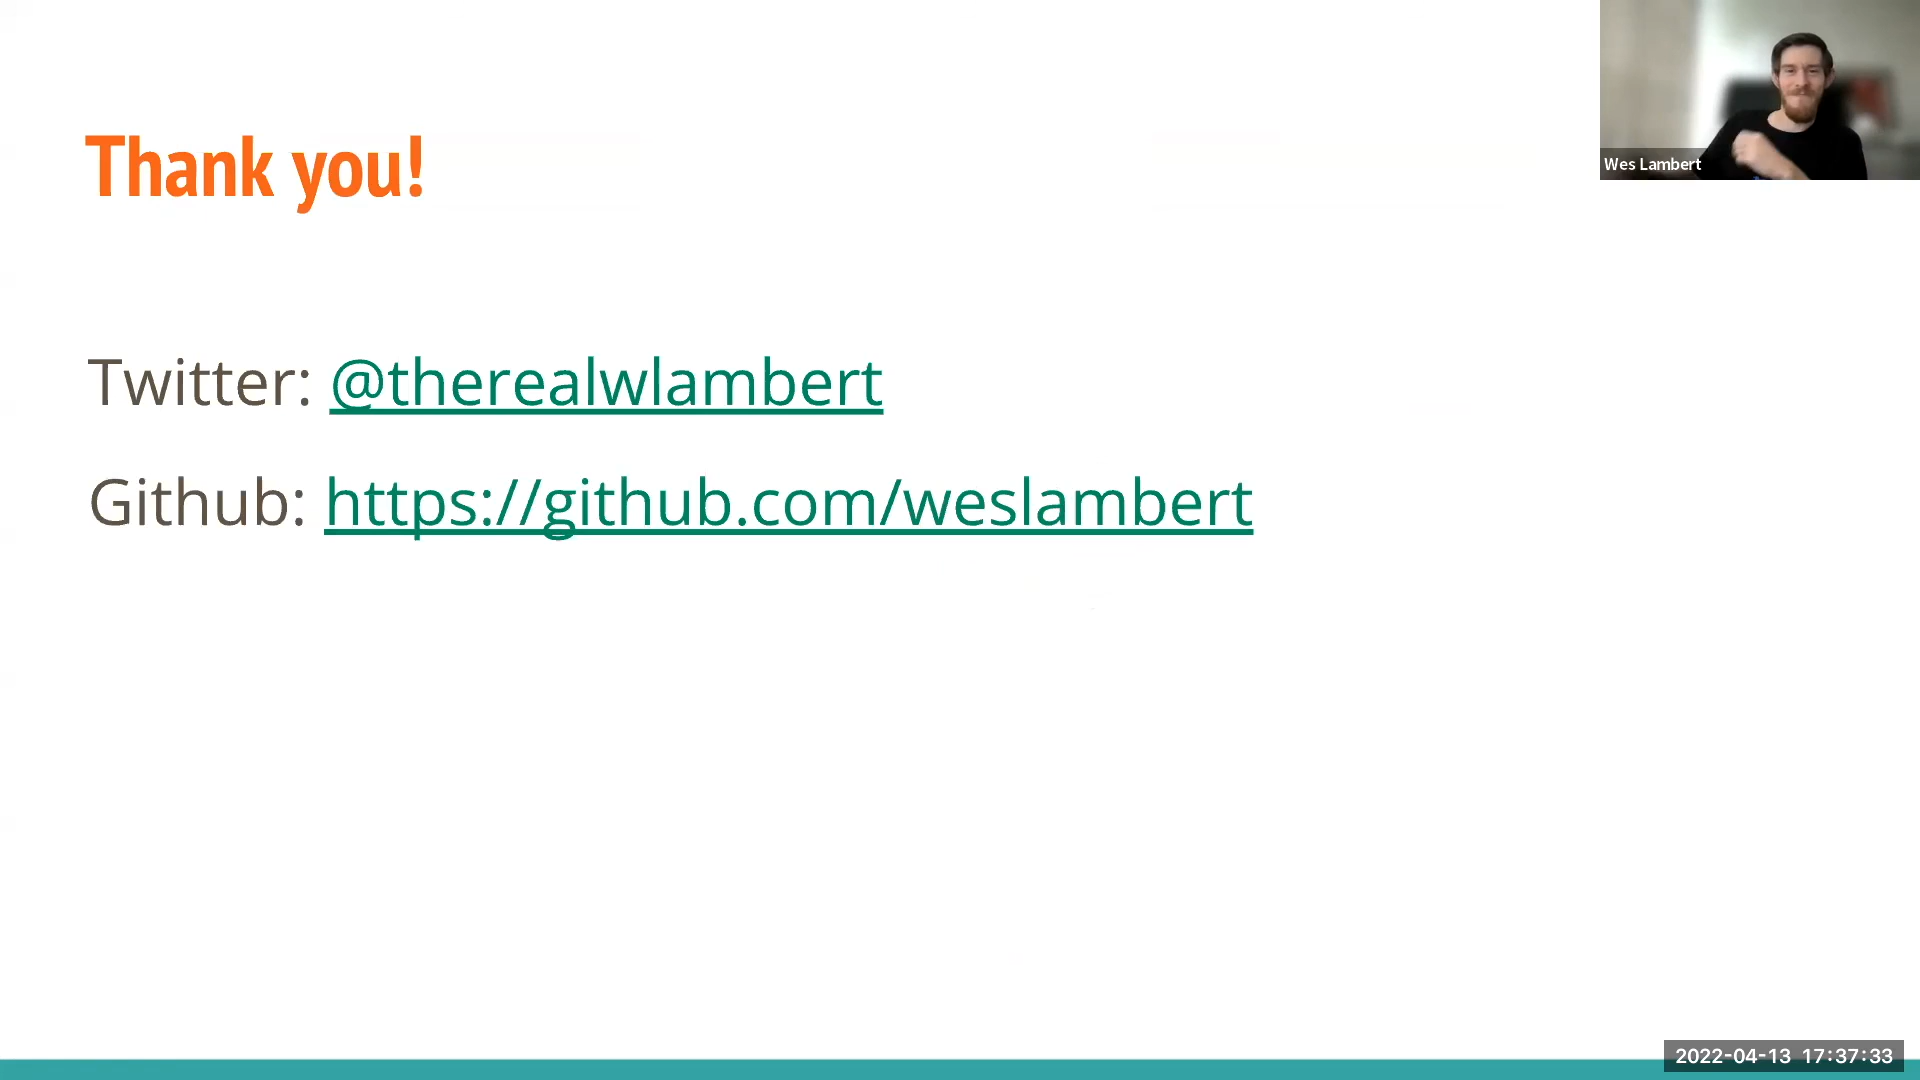 Thank you!
Wes Lambert
Twitter: @therealwlambert
Github: https://github.com/weslambert
2022-04-13 17:37:33